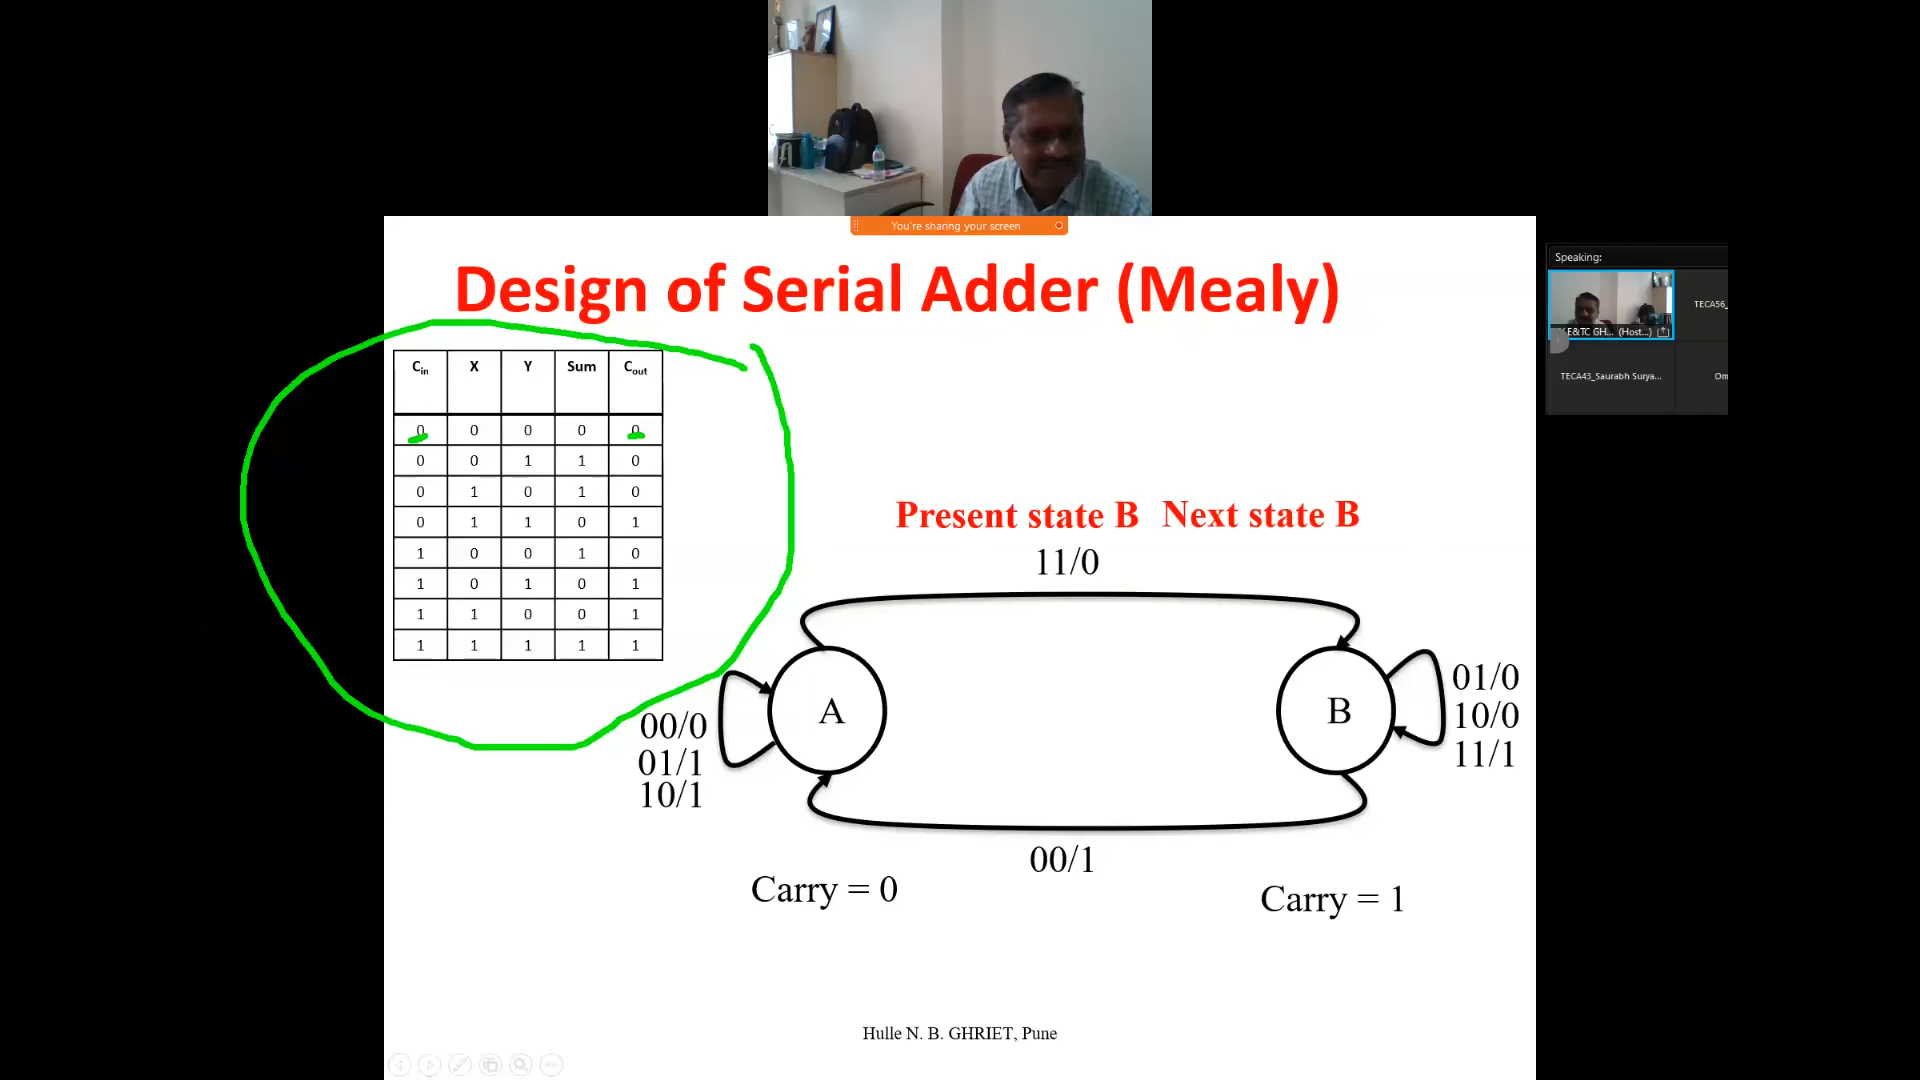 You're sharing your screen
Design of Serial Adder (Mealy)
Speaking:
E&TC GH... (Host...)
TECA56_
TECA43_Saurabh Surya...
Om
Cin X Y Sum Cout
0 0 0 0 0
0 0 1 1 0
0 1 0 1 0
0 1 1 0 1
1 0 0 1 0
1 0 1 0 1
1 1 0 0 1
1 1 1 1 1
Present state B Next state B
11/0
A
B
00/0
01/1
10/1
01/0
10/0
11/1
00/1
Carry = 0
Carry = 1
Hulle N. B. GHRIET, Pune